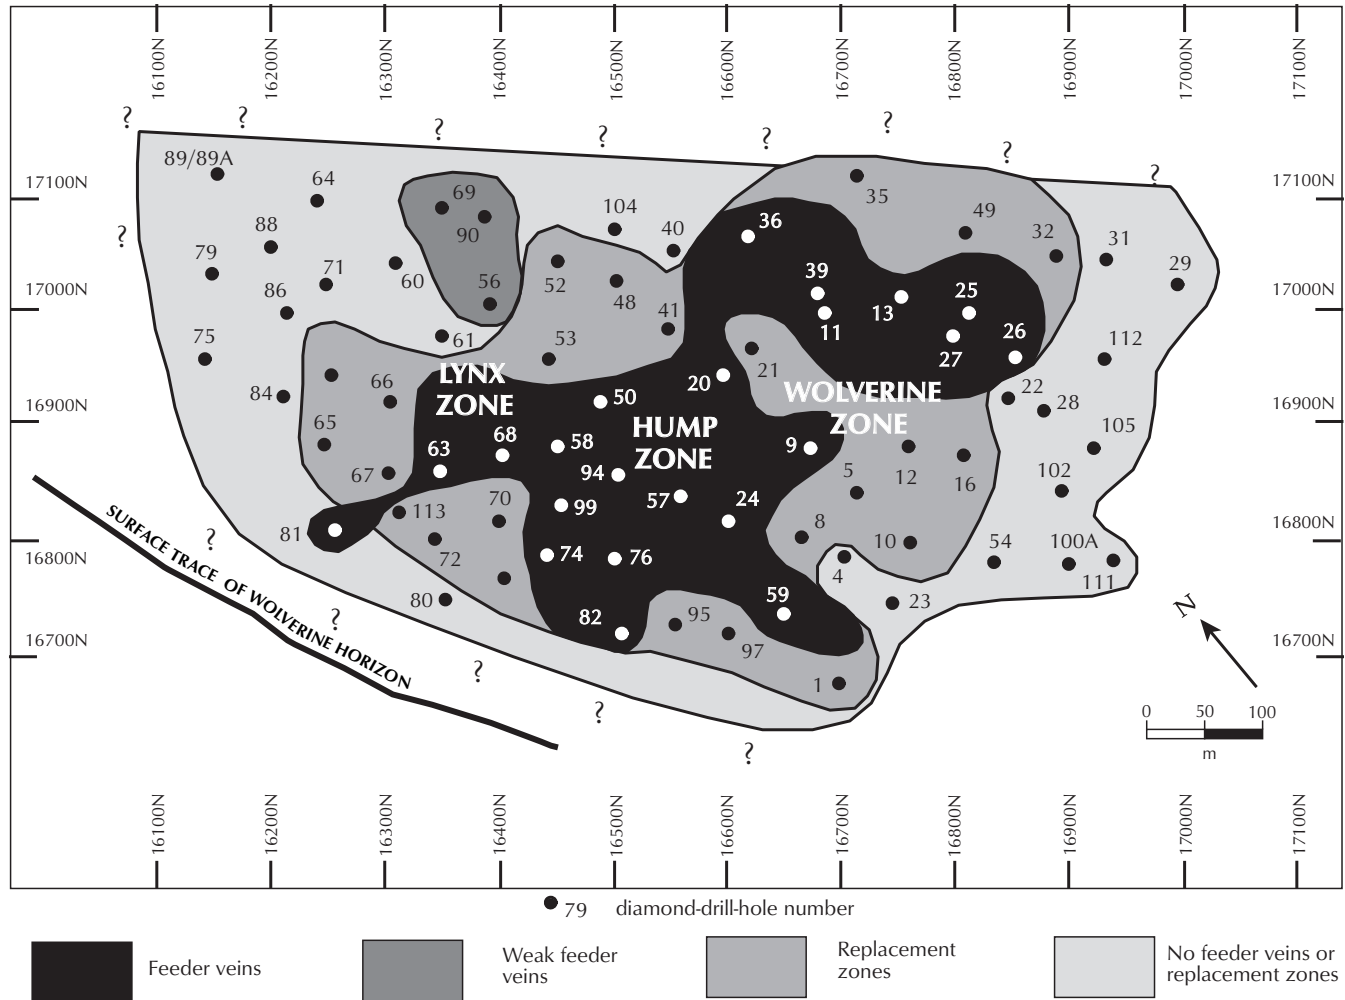 16100N 16200N 16300N 16400N 16500N 16600N 16700N 16800N 16900N 17000N 17100N
? ? ? ? ? ? ? ?
89/89A
64 69 35
17100N 17100N
88 90 104 40 36 49 32 31
?
79 71 60 56 52 48 39 25 29
86
17000N 17000N
75 61 53 41 11 13 27 26 112
84 66 20 21 22 28
LYNX
ZONE
50
WOLVERINE
ZONE
16900N 16900N
65 63 68 58 HUMP
ZONE
9 105
67 94 5 12 16 102
81 113 70 99 57 24 8
SURFACE TRACE OF WOLVERINE HORIZON
?
16800N 16800N
72 74 76 4 10 54 100A
111
80 82 95 59 23
?
N
16700N 16700N
97
1
?
?
?
0 50 100
m
16100N 16200N 16300N 16400N 16500N 16600N 16700N 16800N 16900N 17000N 17100N
79 diamond-drill-hole number
Feeder veins
Weak feeder
veins
Replacement
zones
No feeder veins or
replacement zones